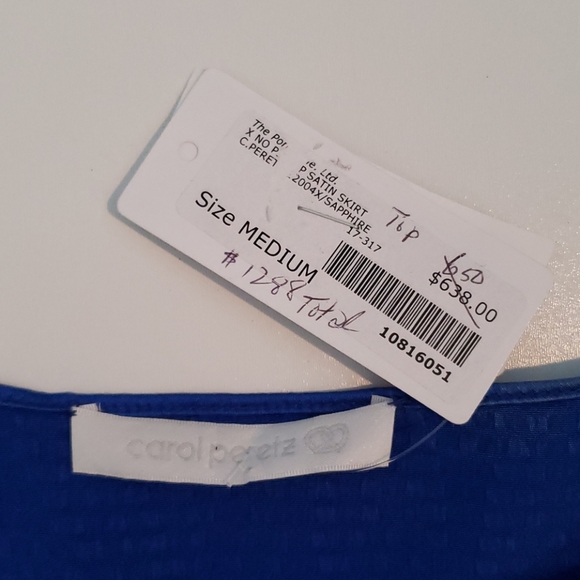 The Por
X NO P
C.PERET
e. Ltd.
P SATIN SKIRT
2004X/SAPPHIRE
17-317
Size MEDIUM
Top
650
$638.00
# 1288 Total
10816051
carol peretz